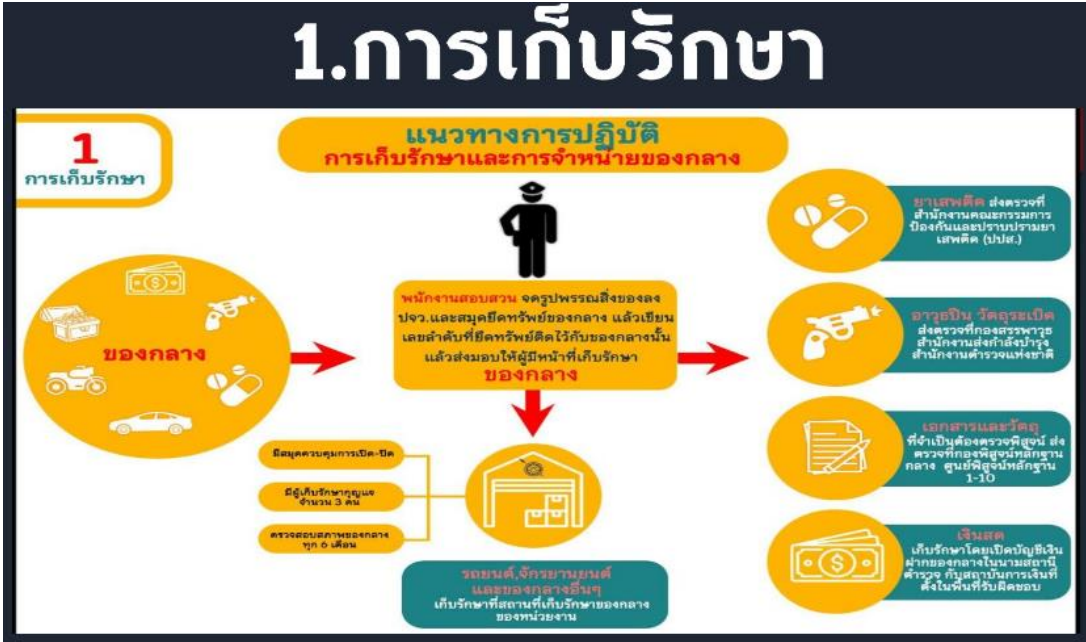 1.การเก็บรักษา
1
การเก็บรักษา
แนวทางการปฏิบัติ
การเก็บรักษาและการจำหน่ายของกลาง
ของกลาง
พนักงานสอบสวน จดรูปพรรณสิ่งของลง
ปจว.และสมุดยึดทรัพย์ของกลาง แล้วเขียน
เลขลำดับที่ยึดทรัพย์ติดไว้กับของกลางนั้น
แล้วส่งมอบให้ผู้มีหน้าที่เก็บรักษา
ของกลาง
มีสมุดควบคุมการเปิด-ปิด
มีผู้เก็บรักษากุญแจ
จำนวน 3 คน
ตรวจสอบสภาพของกลาง
ทุก 6 เดือน
รถยนต์,จักรยานยนต์
และของกลางอื่นๆ
เก็บรักษาที่สถานที่เก็บรักษาของกลาง
ของหน่วยงาน
ยาเสพติด ส่งตรวจที่
สำนักงานคณะกรรมการ
ป้องกันและปราบปรามยา
เสพติด (ปปส.)
อาวุธปืน วัตถุระเบิด
ส่งตรวจที่กองสรรพาวุธ
สำนักงานส่งกำลังบำรุง
สำนักงานตำรวจแห่งชาติ
เอกสารและวัตถุ
ที่จำเป็นต้องตรวจพิสูจน์ ส่ง
ตรวจที่กองพิสูจน์หลักฐาน
กลาง ศูนย์พิสูจน์หลักฐาน
1-10
เงินสด
เก็บรักษาโดยเปิดบัญชีเงิน
ฝากของกลางในนามสถานี
ตำรวจ กับสถาบันการเงินที่
ตั้งในพื้นที่รับผิดชอบ